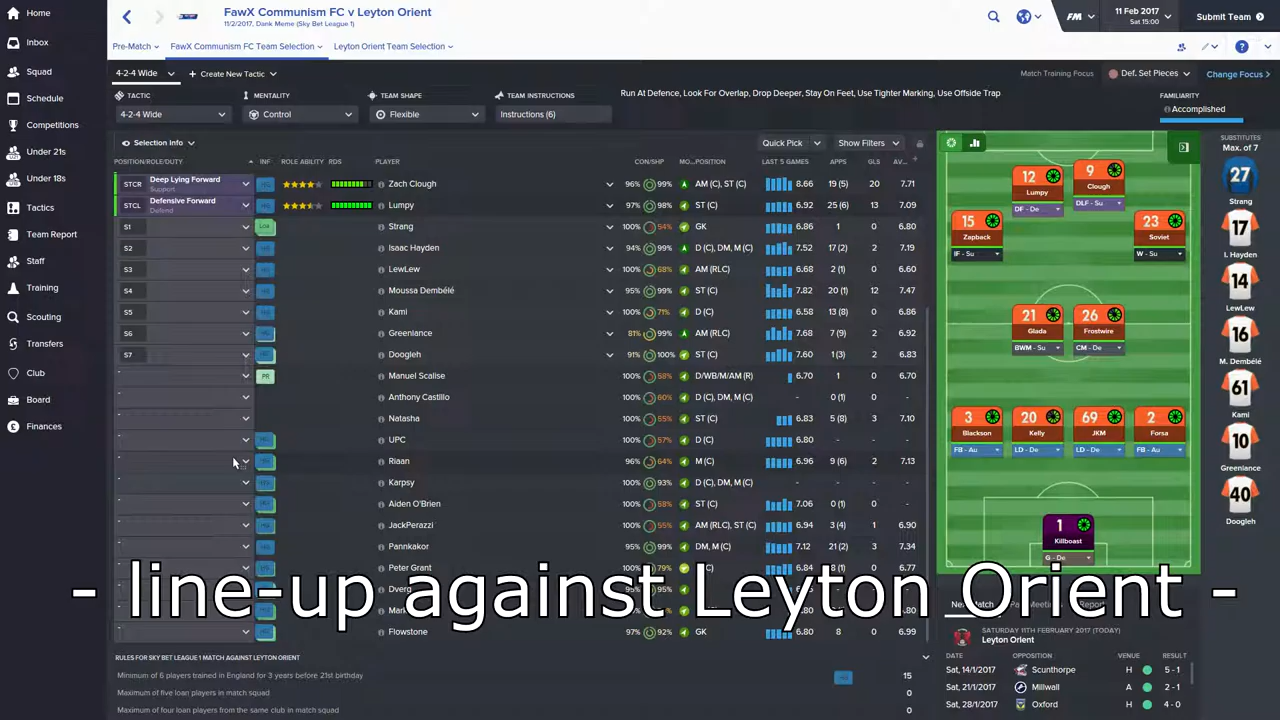 FawX Communism FC v Leyton Orient
11/2/2017, Dank Meme (Sky Bet League 1)
FM
11 Feb 2017
Sat 15:00
Submit Team
Pre-Match
FawX Communism FC Team Selection
Leyton Orient Team Selection
Home
Inbox
Squad
Schedule
Competitions
Under 21s
Under 18s
Tactics
Team Report
Staff
Training
Scouting
Transfers
Club
Board
Finances
4-2-4 Wide
Create New Tactic
Match Training Focus
Def. Set Pieces
Change Focus >
TACTIC
4-2-4 Wide
MENTALITY
Control
TEAM SHAPE
Flexible
TEAM INSTRUCTIONS
Instructions (6)
Run At Defence, Look For Overlap, Drop Deeper, Stay On Feet, Use Tighter Marking, Use Offside Trap
FAMILIARITY
Accomplished
Selection Info
Quick Pick
Show Filters
POSITION/ROLE/DUTY INF ROLE ABILITY RDS PLAYER CON/SHP MO... POSITION LAST 5 GAMES APPS GLS AV...
STCR Deep Lying Forward Support Zach Clough 96% 99% AM (C), ST (C) 8.66 19 (5) 20 7.71
STCL Defensive Forward Defend Lumpy 97% 98% ST (C) 6.92 25 (6) 13 7.09
S1 Loa Strang 100% 54% GK 6.86 1 0 6.80
S2 Isaac Hayden 94% 99% D (C), DM, M (C) 7.52 17 (2) 2 7.19
S3 LewLew 100% 68% AM (RLC) 6.68 2 (1) 0 6.60
S4 Moussa Dembélé 95% 99% ST (C) 7.82 20 (1) 12 7.47
S5 Kami 100% 71% D (C) 6.58 13 (8) 0 6.86
S6 Greenlance 81% 99% AM (RLC) 7.68 7 (9) 2 6.92
S7 Doogleh 91% 100% ST (C) 7.60 1 (3) 2 6.83
- PR Manuel Scalise 100% 58% D/WB/M/AM (R) 6.70 1 0 6.70
- Anthony Castillo 100% 60% D (C), DM, M (C) - - -
- Natasha 100% 55% ST (C) 6.83 5 (8) 3 7.10
- UPC 100% 57% D (C) 6.80 - - -
- Riaan 96% 64% M (C) 6.96 9 (6) 2 7.13
- Karpsy 100% 93% D (C), DM, M (C) - - -
- Aiden O'Brien 100% 58% ST (C) 7.06 0 (1) - -
- JackPerazzi 100% 55% AM (RLC), ST (C) 6.94 3 (4) 1 6.90
- Pannkakor 95% 99% DM, M (C) 7.12 21 (2) 3 7.34
Peter Grant
Flowstone 97% 92% GK 6.80 8 0 6.99
- line-up against Leyton Orient -
12 Lumpy DF - De
9 Clough DLF - Su
15 Zapback IF - Su
23 Soviet W - Su
21 Glada BWM - Su
26 Frostwire CM - De
3 Blackson FB - Au
20 Kelly LD - De
69 JKM LD - De
2 Forsa FB - Au
1 Killboast G - De
SUBSTITUTES
Max. of 7
27
Strang
17
I. Hayden
14
LewLew
16
M. Dembélé
61
Kami
10
Greenlance
40
Doogleh
SATURDAY 11TH FEBRUARY 2017 (TODAY)
Leyton Orient
DATE OPPOSITION VENUE RESULT
Sat, 14/1/2017 Scunthorpe H 5 - 1
Sat, 21/1/2017 Millwall A 2 - 1
Sat, 28/1/2017 Oxford H 4 - 0
RULES FOR SKY BET LEAGUE 1 MATCH AGAINST LEYTON ORIENT
Minimum of 6 players trained in England for 3 years before 21st birthday 15
Maximum of five loan players in match squad 0
Maximum of four loan players from the same club in match squad 0